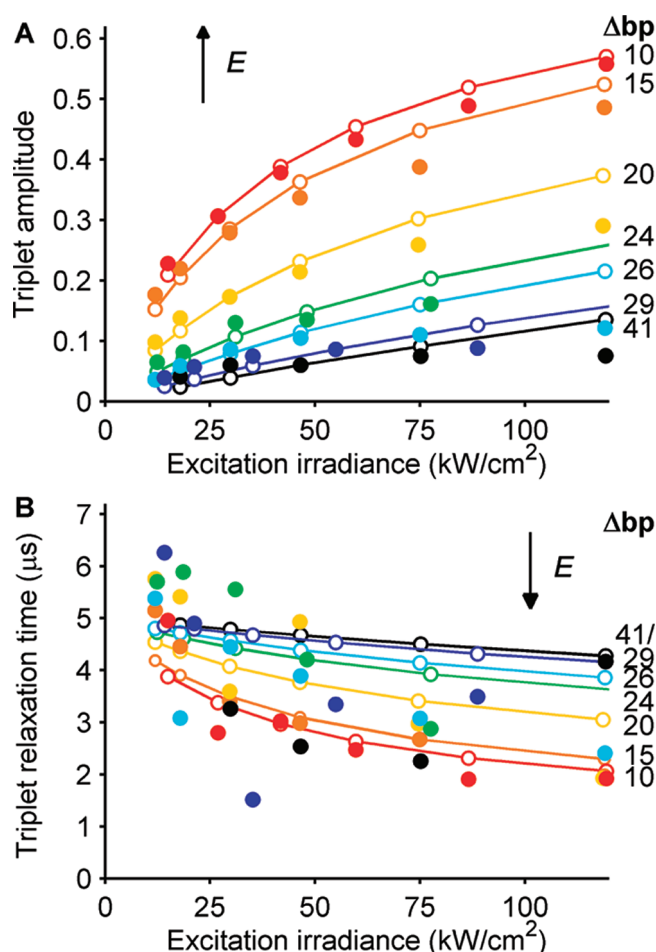 A
Δbp
0.6
10
E
15
0.5
0.4
20
0.3
24
26
0.2
29
0.1
41
0
0 25 50 75 100
Triplet amplitude
Excitation irradiance (kW/cm²)
B
Δbp
7
6
E
5
41/
29
4
26
24
3
20
2
15
10
1
0
0 25 50 75 100
Triplet relaxation time (µs)
Excitation irradiance (kW/cm²)